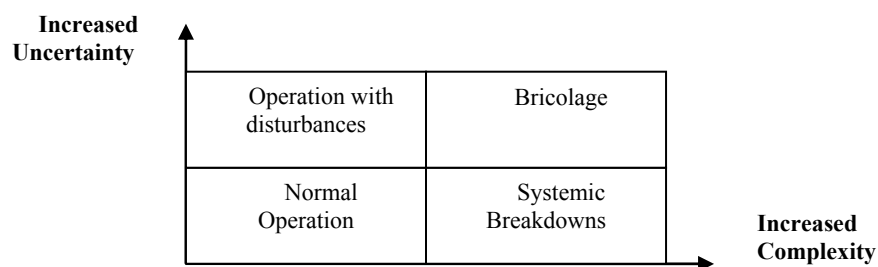 Increased
Uncertainty
Operation with
disturbances
Bricolage
Normal
Operation
Systemic
Breakdowns
Increased
Complexity